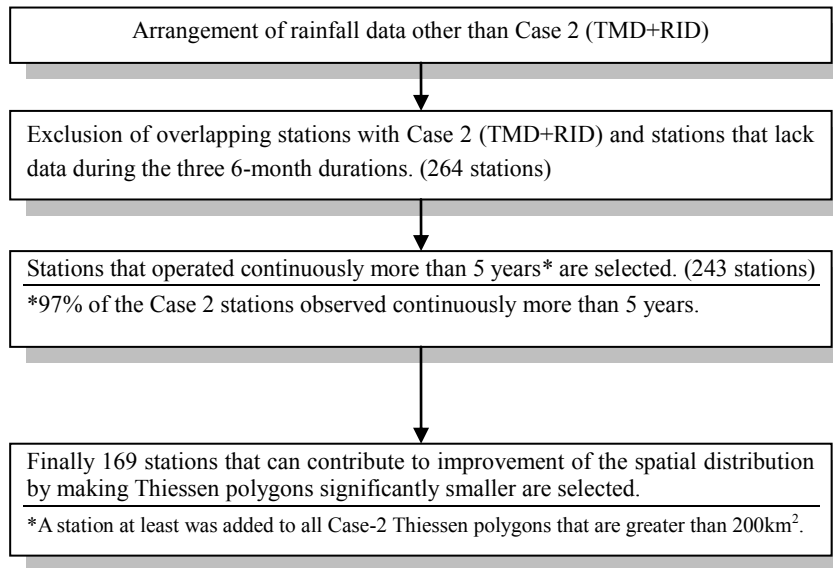 Arrangement of rainfall data other than Case 2 (TMD+RID)
Exclusion of overlapping stations with Case 2 (TMD+RID) and stations that lack
data during the three 6-month durations. (264 stations)
Stations that operated continuously more than 5 years* are selected. (243 stations)
*97% of the Case 2 stations observed continuously more than 5 years.
Finally 169 stations that can contribute to improvement of the spatial distribution
by making Thiessen polygons significantly smaller are selected.
*A station at least was added to all Case-2 Thiessen polygons that are greater than 200km².